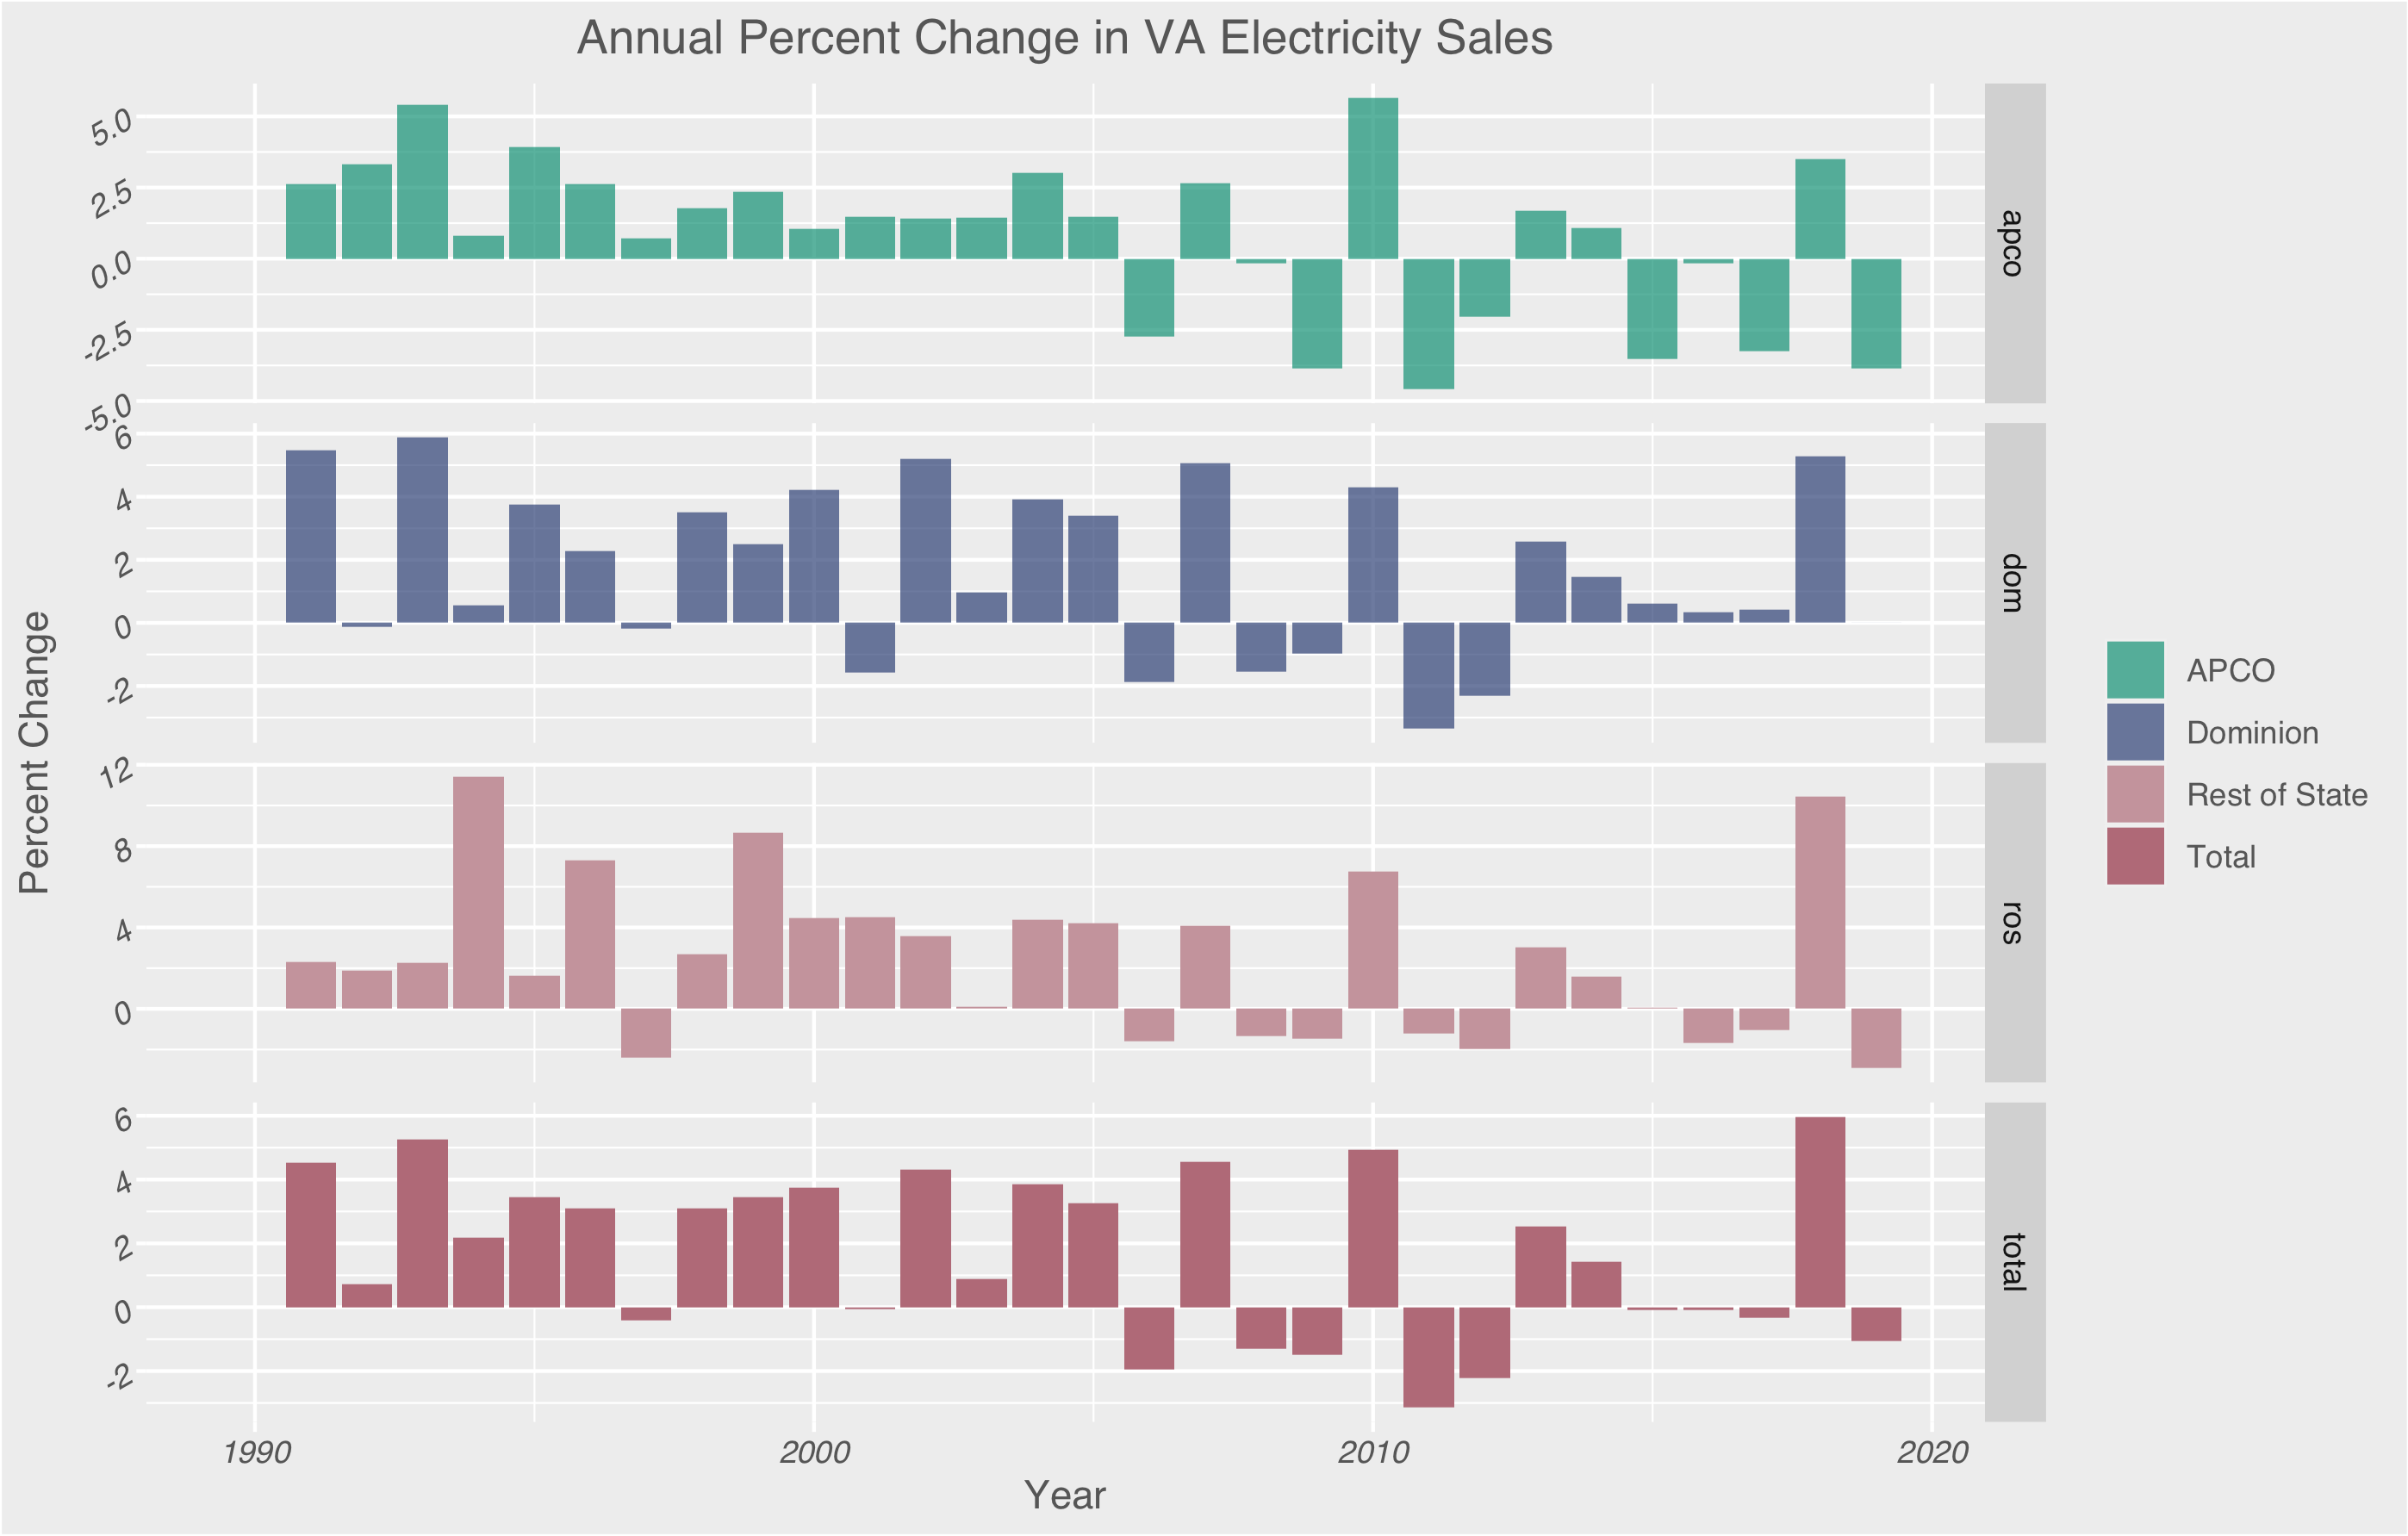 Annual Percent Change in VA Electricity Sales
Percent Change
5.0
2.5
0.0
-2.5
-5.0
apco
6
4
2
0
-2
dom
12
8
4
0
ros
6
4
2
0
-2
total
1990 2000 2010 2020
Year
APCO
Dominion
Rest of State
Total